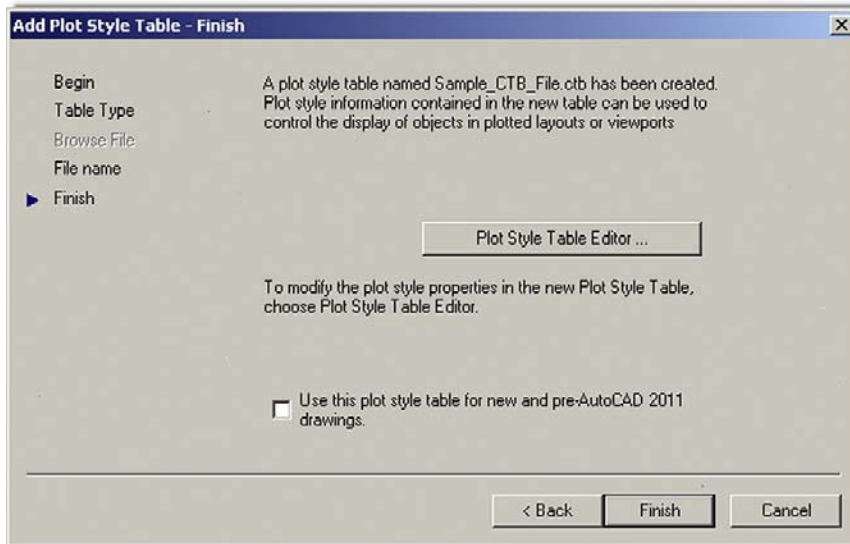 Add Plot Style Table - Finish
Begin
Table Type
Browse File
File name
Finish
A plot style table named Sample_CTB_File.ctb has been created.
Plot style information contained in the new table can be used to
control the display of objects in plotted layouts or viewports
Plot Style Table Editor ...
To modify the plot style properties in the new Plot Style Table,
choose Plot Style Table Editor.
Use this plot style table for new and pre-AutoCAD 2011
drawings.
< Back
Finish
Cancel